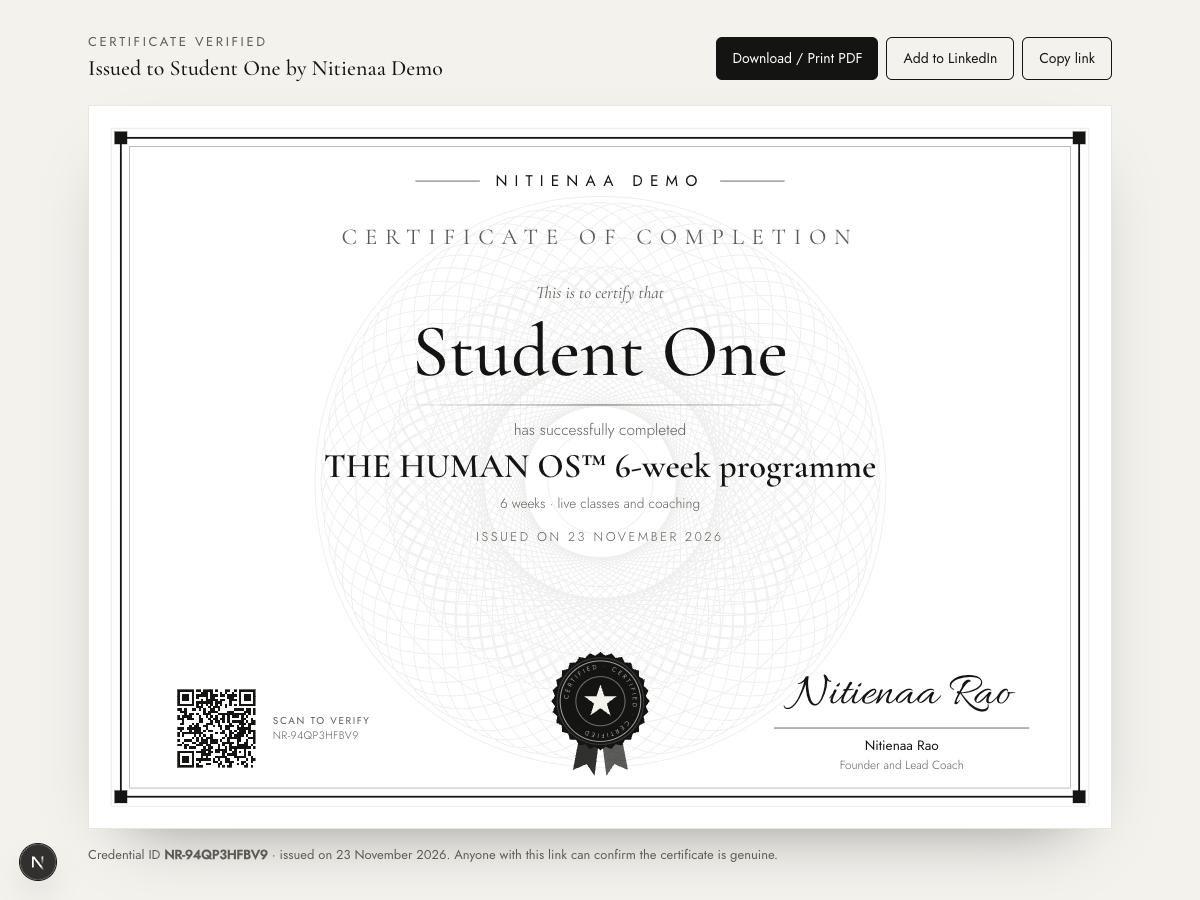 CERTIFICATE VERIFIED
Issued to Student One by Nitienaa Demo
Download / Print PDF
Add to LinkedIn
Copy link
NITIENAA DEMO
CERTIFICATE OF COMPLETION
This is to certify that
Student One
has successfully completed
THE HUMAN OS™ 6-week programme
6 weeks · live classes and coaching
ISSUED ON 23 NOVEMBER 2026
CERTIFIED CERTIFIED CERTIFIED
SCAN TO VERIFY
NR-94QP3HFBV9
Nitienaa Rao
Nitienaa Rao
Founder and Lead Coach
Credential ID NR-94QP3HFBV9 · issued on 23 November 2026. Anyone with this link can confirm the certificate is genuine.
N